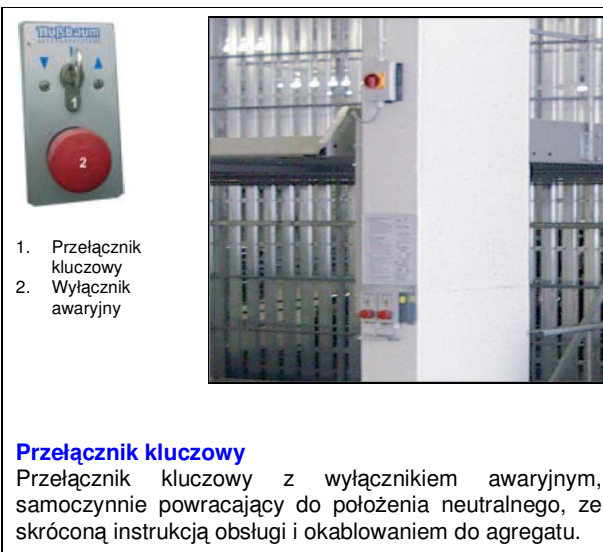 Nußbaum
1
2
1. Przełącznik
kluczowy
2. Wyłącznik
awaryjny
Przełącznik kluczowy
Przełącznik kluczowy z wyłącznikiem awaryjnym,
samoczynnie powracający do położenia neutralnego, ze
skróconą instrukcją obsługi i okablowaniem do agregatu.